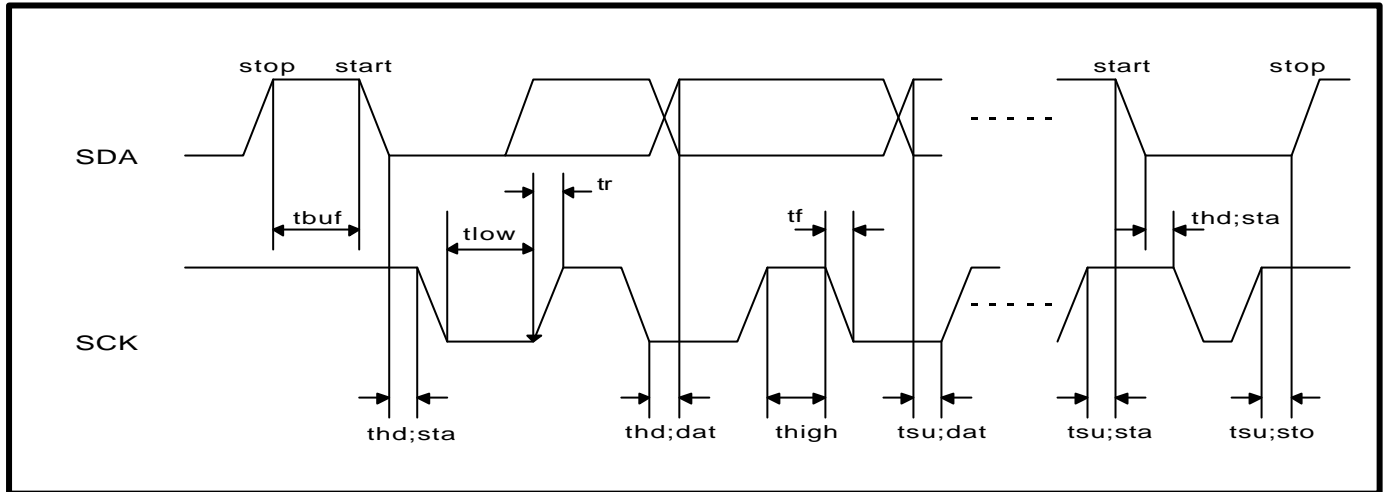 stop start start stop
SDA
tr
tbuf tlow tf thd;sta
SCK
thd;sta thd;dat thigh tsu;dat tsu;sta tsu;sto